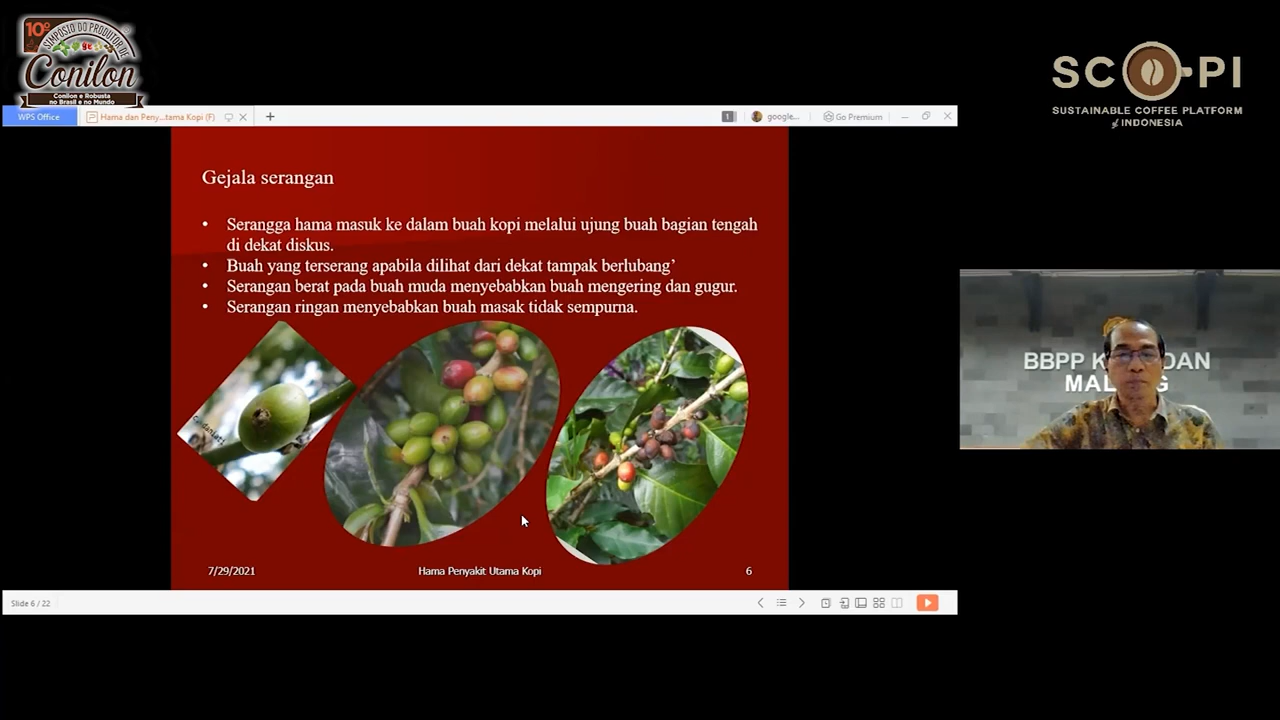 10º
SIMPÓSIO DO PRODUTOR DE
Conilon
Conilon e Robusta
no Brasil e no Mundo
SCOPI
SUSTAINABLE COFFEE PLATFORM
of INDONESIA
WPS Office
Hama dan Peny...tama Kopi (F)
1
google...
Go Premium
Gejala serangan
• Serangga hama masuk ke dalam buah kopi melalui ujung buah bagian tengah
di dekat diskus.
• Buah yang terserang apabila dilihat dari dekat tampak berlubang’
• Serangan berat pada buah muda menyebabkan buah mengering dan gugur.
• Serangan ringan menyebabkan buah masak tidak sempurna.
BBPP K DAN
MAL G
7/29/2021
Hama Penyakit Utama Kopi
6
Slide 6 / 22